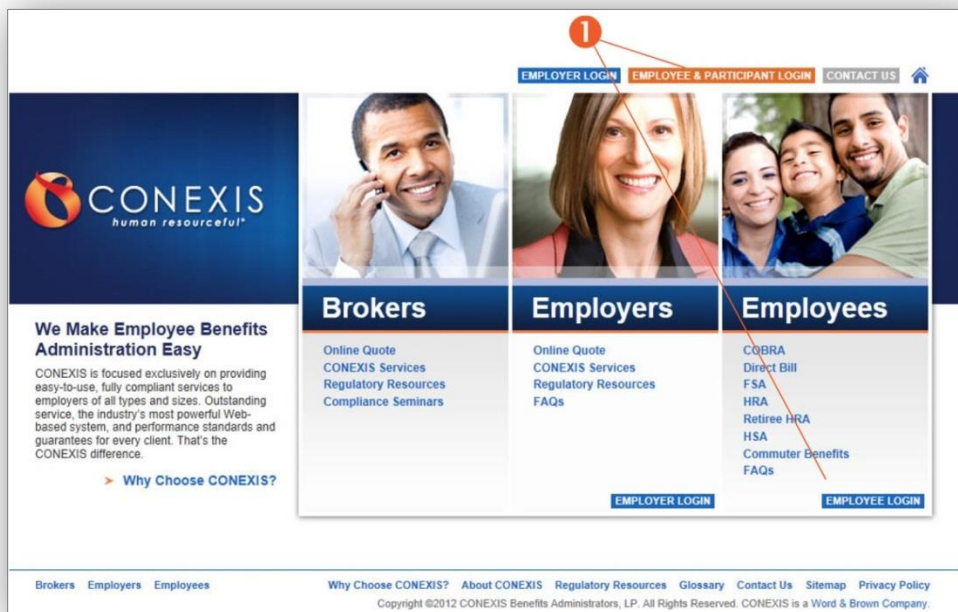 1
EMPLOYER LOGIN EMPLOYEE & PARTICIPANT LOGIN CONTACT US
CONEXIS
human resourceful®
We Make Employee Benefits
Administration Easy
CONEXIS is focused exclusively on providing
easy-to-use, fully compliant services to
employers of all types and sizes. Outstanding
service, the industry's most powerful Web-
based system, and performance standards and
guarantees for every client. That's the
CONEXIS difference.
➤ Why Choose CONEXIS?
Brokers
Online Quote
CONEXIS Services
Regulatory Resources
Compliance Seminars
Employers
Online Quote
CONEXIS Services
Regulatory Resources
FAQs
EMPLOYER LOGIN
Employees
COBRA
Direct Bill
FSA
HRA
Retiree HRA
HSA
Commuter Benefits
FAQs
EMPLOYEE LOGIN
Brokers Employers Employees
Why Choose CONEXIS? About CONEXIS Regulatory Resources Glossary Contact Us Sitemap Privacy Policy
Copyright ©2012 CONEXIS Benefits Administrators, LP. All Rights Reserved. CONEXIS is a Word & Brown Company.